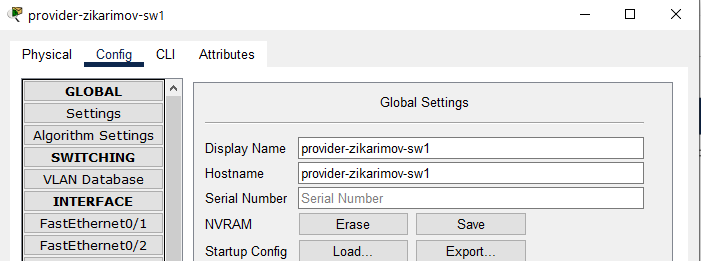 provider-zikarimov-sw1
Physical Config CLI Attributes
GLOBAL
Settings
Algorithm Settings
SWITCHING
VLAN Database
INTERFACE
FastEthernet0/1
FastEthernet0/2
Global Settings
Display Name provider-zikarimov-sw1
Hostname provider-zikarimov-sw1
Serial Number Serial Number
NVRAM Erase Save
Startup Config Load... Export...